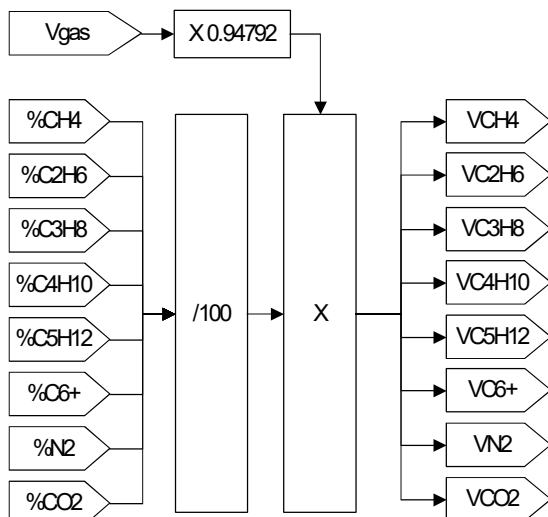 Vgas
X 0.94792
%CH4
%C2H6
%C3H8
%C4H10
%C5H12
%C6+
%N2
%CO2
/100
X
VCH4
VC2H6
VC3H8
VC4H10
VC5H12
VC6+
VN2
VCO2